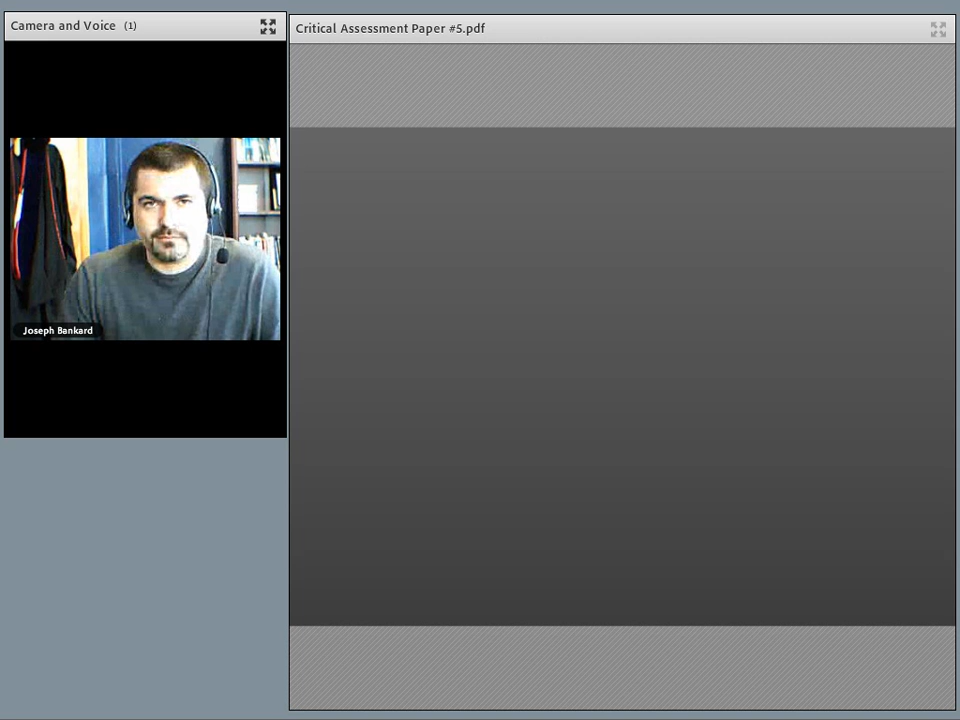 Camera and Voice (1)
Critical Assessment Paper #5.pdf
Joseph Bankard